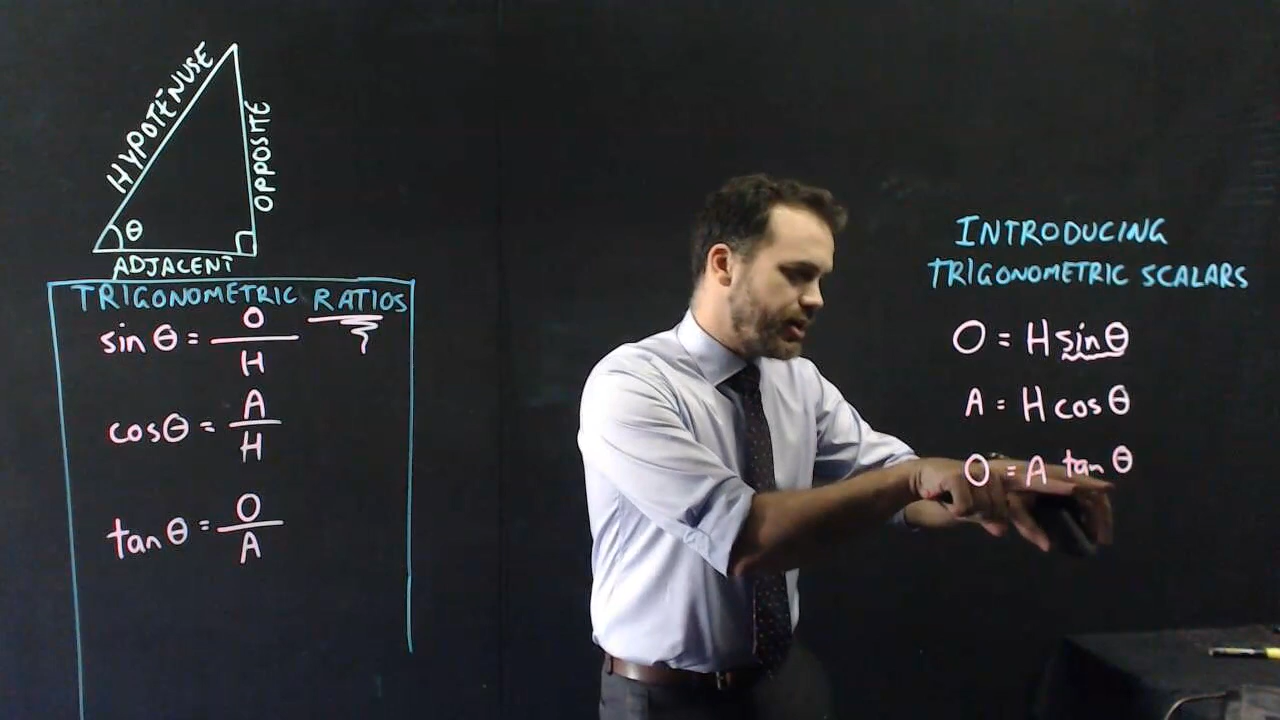 HYPOTENUSE
OPPOSITE
θ
ADJACENT
TRIGONOMETRIC RATIOS
sin θ = O/H
cos θ = A/H
tan θ = O/A
INTRODUCING
TRIGONOMETRIC SCALARS
O = H sin θ
A = H cos θ
O = A tan θ